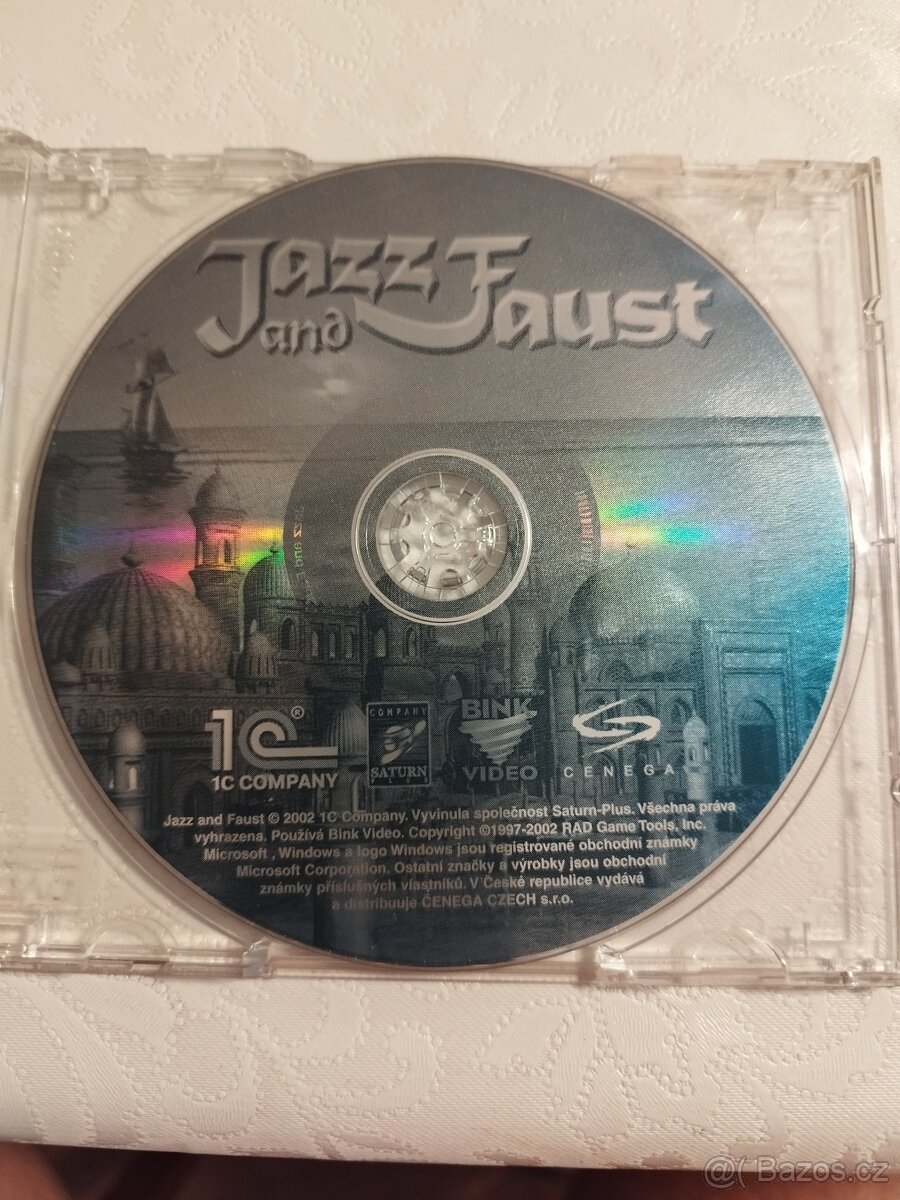 Jazz
and Faust
1C®
1C COMPANY
COMPANY
SATURN
BINK
VIDEO
CENEGA
Jazz and Faust © 2002 1C Company. Vyvinula společnost Saturn-Plus. Všechna práva
vyhrazena. Používá Bink Video. Copyright ©1997-2002 RAD Game Tools, Inc.
Microsoft , Windows a logo Windows jsou registrované obchodní známky
Microsoft Corporation. Ostatní značky a výrobky jsou obchodní
známky příslušných vlastníků. V České republice vydává
a distribuuje CENEGA CZECH s.r.o.
@( Bazos.cz